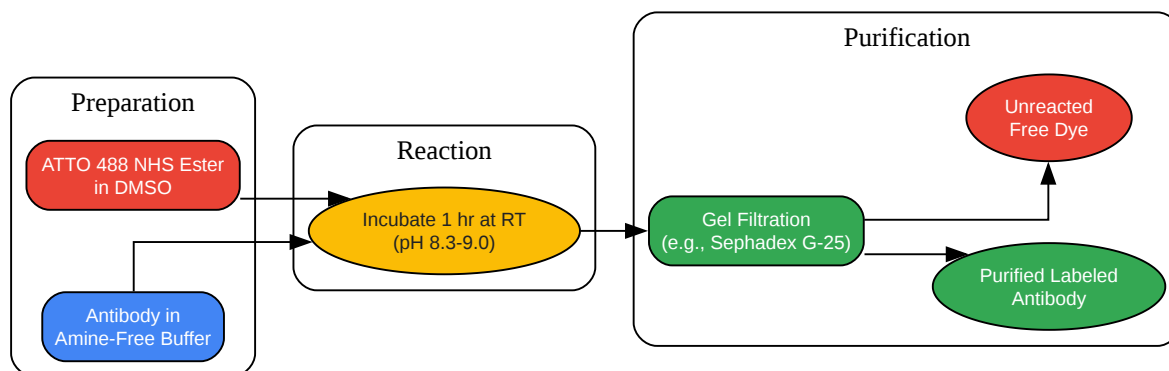 Preparation
ATTO 488 NHS Ester
in DMSO
Antibody in
Amine-Free Buffer
Reaction
Incubate 1 hr at RT
(pH 8.3-9.0)
Purification
Gel Filtration
(e.g., Sephadex G-25)
Unreacted
Free Dye
Purified Labeled
Antibody